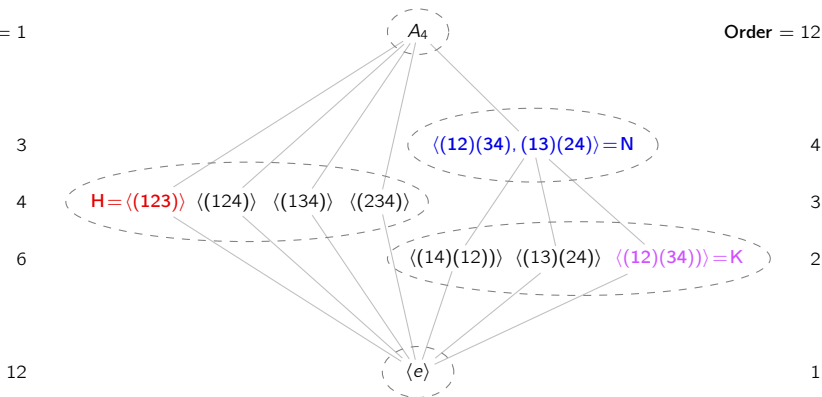 = 1 A₄ Order = 12
3 ⟨(12)(34), (13)(24)⟩ = N 4
4 H = ⟨(123)⟩ ⟨(124)⟩ ⟨(134)⟩ ⟨(234)⟩ 3
6 ⟨(14)(12))⟩ ⟨(13)(24)⟩ ⟨(12)(34))⟩ = K 2
12 ⟨e⟩ 1